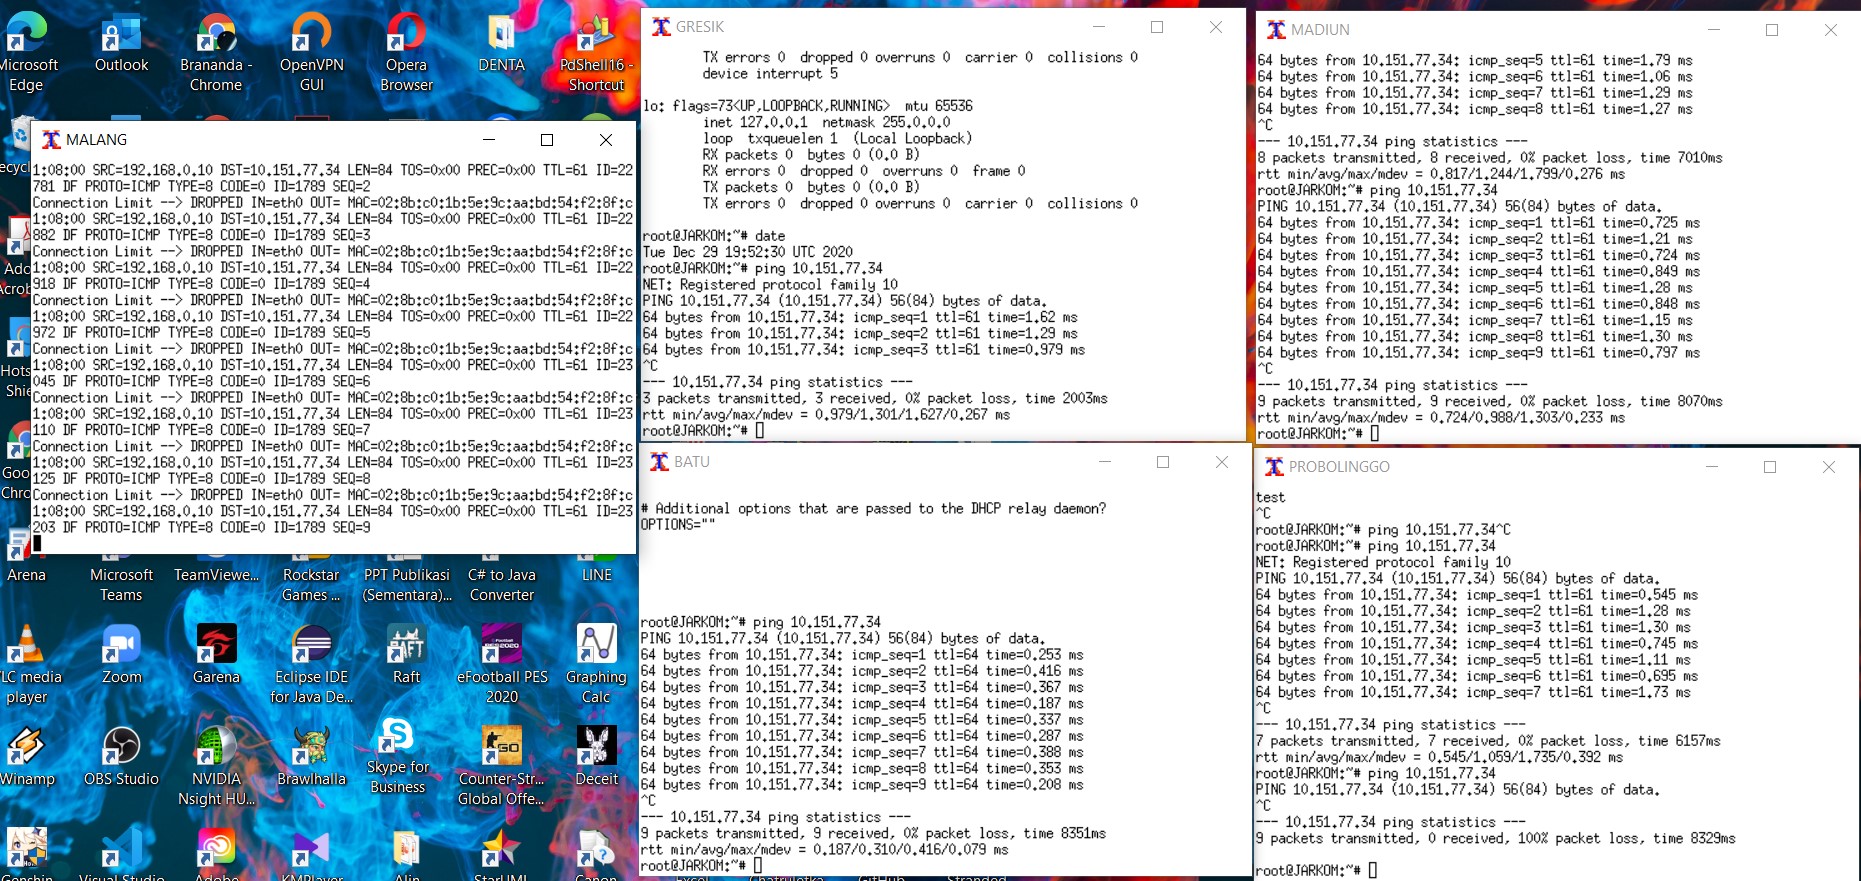 Microsoft
Edge
Outlook
Brananda -
Chrome
OpenVPN
GUI
Opera
Browser
DENTA
PdShell16 -
Shortcut
MALANG
1:08:00 SRC=192.168.0.10 DST=10.151.77.34 LEN=84 TOS=0x00 PREC=0x00 TTL=61 ID=22
781 DF PROTO=ICMP TYPE=8 CODE=0 ID=1789 SEQ=2
Connection Limit --> DROPPED IN=eth0 OUT= MAC=02:8b:c0:1b:5e:9c:aa:bd:54:f2:8f:c
1:08:00 SRC=192.168.0.10 DST=10.151.77.34 LEN=84 TOS=0x00 PREC=0x00 TTL=61 ID=22
882 DF PROTO=ICMP TYPE=8 CODE=0 ID=1789 SEQ=3
Connection Limit --> DROPPED IN=eth0 OUT= MAC=02:8b:c0:1b:5e:9c:aa:bd:54:f2:8f:c
1:08:00 SRC=192.168.0.10 DST=10.151.77.34 LEN=84 TOS=0x00 PREC=0x00 TTL=61 ID=22
918 DF PROTO=ICMP TYPE=8 CODE=0 ID=1789 SEQ=4
Connection Limit --> DROPPED IN=eth0 OUT= MAC=02:8b:c0:1b:5e:9c:aa:bd:54:f2:8f:c
1:08:00 SRC=192.168.0.10 DST=10.151.77.34 LEN=84 TOS=0x00 PREC=0x00 TTL=61 ID=22
972 DF PROTO=ICMP TYPE=8 CODE=0 ID=1789 SEQ=5
Connection Limit --> DROPPED IN=eth0 OUT= MAC=02:8b:c0:1b:5e:9c:aa:bd:54:f2:8f:c
1:08:00 SRC=192.168.0.10 DST=10.151.77.34 LEN=84 TOS=0x00 PREC=0x00 TTL=61 ID=23
045 DF PROTO=ICMP TYPE=8 CODE=0 ID=1789 SEQ=6
Connection Limit --> DROPPED IN=eth0 OUT= MAC=02:8b:c0:1b:5e:9c:aa:bd:54:f2:8f:c
1:08:00 SRC=192.168.0.10 DST=10.151.77.34 LEN=84 TOS=0x00 PREC=0x00 TTL=61 ID=23
110 DF PROTO=ICMP TYPE=8 CODE=0 ID=1789 SEQ=7
Connection Limit --> DROPPED IN=eth0 OUT= MAC=02:8b:c0:1b:5e:9c:aa:bd:54:f2:8f:c
1:08:00 SRC=192.168.0.10 DST=10.151.77.34 LEN=84 TOS=0x00 PREC=0x00 TTL=61 ID=23
125 DF PROTO=ICMP TYPE=8 CODE=0 ID=1789 SEQ=8
Connection Limit --> DROPPED IN=eth0 OUT= MAC=02:8b:c0:1b:5e:9c:aa:bd:54:f2:8f:c
1:08:00 SRC=192.168.0.10 DST=10.151.77.34 LEN=84 TOS=0x00 PREC=0x00 TTL=61 ID=23
203 DF PROTO=ICMP TYPE=8 CODE=0 ID=1789 SEQ=9
GRESIK
TX errors 0 dropped 0 overruns 0 carrier 0 collisions 0
device interrupt 5
lo: flags=73<UP,LOOPBACK,RUNNING> mtu 65536
inet 127.0.0.1 netmask 255.0.0.0
loop txqueuelen 1 (Local Loopback)
RX packets 0 bytes 0 (0.0 B)
RX errors 0 dropped 0 overruns 0 frame 0
TX packets 0 bytes 0 (0.0 B)
TX errors 0 dropped 0 overruns 0 carrier 0 collisions 0
root@JARKOM:~# date
Tue Dec 29 19:52:30 UTC 2020
root@JARKOM:~# ping 10.151.77.34
NET: Registered protocol family 10
PING 10.151.77.34 (10.151.77.34) 56(84) bytes of data.
64 bytes from 10.151.77.34: icmp_seq=1 ttl=61 time=1.62 ms
64 bytes from 10.151.77.34: icmp_seq=2 ttl=61 time=1.29 ms
64 bytes from 10.151.77.34: icmp_seq=3 ttl=61 time=0.979 ms
^C
--- 10.151.77.34 ping statistics ---
3 packets transmitted, 3 received, 0% packet loss, time 2003ms
rtt min/avg/max/mdev = 0.979/1.301/1.627/0.267 ms
root@JARKOM:~#
MADIUN
64 bytes from 10.151.77.34: icmp_seq=5 ttl=61 time=1.79 ms
64 bytes from 10.151.77.34: icmp_seq=6 ttl=61 time=1.06 ms
64 bytes from 10.151.77.34: icmp_seq=7 ttl=61 time=1.29 ms
64 bytes from 10.151.77.34: icmp_seq=8 ttl=61 time=1.27 ms
^C
--- 10.151.77.34 ping statistics ---
8 packets transmitted, 8 received, 0% packet loss, time 7010ms
rtt min/avg/max/mdev = 0.817/1.244/1.799/0.276 ms
root@JARKOM:~# ping 10.151.77.34
PING 10.151.77.34 (10.151.77.34) 56(84) bytes of data.
64 bytes from 10.151.77.34: icmp_seq=1 ttl=61 time=0.725 ms
64 bytes from 10.151.77.34: icmp_seq=2 ttl=61 time=1.21 ms
64 bytes from 10.151.77.34: icmp_seq=3 ttl=61 time=0.724 ms
64 bytes from 10.151.77.34: icmp_seq=4 ttl=61 time=0.849 ms
64 bytes from 10.151.77.34: icmp_seq=5 ttl=61 time=1.28 ms
64 bytes from 10.151.77.34: icmp_seq=6 ttl=61 time=0.848 ms
64 bytes from 10.151.77.34: icmp_seq=7 ttl=61 time=1.15 ms
64 bytes from 10.151.77.34: icmp_seq=8 ttl=61 time=1.30 ms
64 bytes from 10.151.77.34: icmp_seq=9 ttl=61 time=0.797 ms
^C
--- 10.151.77.34 ping statistics ---
9 packets transmitted, 9 received, 0% packet loss, time 8070ms
rtt min/avg/max/mdev = 0.724/0.988/1.303/0.233 ms
root@JARKOM:~#
BATU
# Additional options that are passed to the DHCP relay daemon?
OPTIONS=""
root@JARKOM:~# ping 10.151.77.34
PING 10.151.77.34 (10.151.77.34) 56(84) bytes of data.
64 bytes from 10.151.77.34: icmp_seq=1 ttl=64 time=0.253 ms
64 bytes from 10.151.77.34: icmp_seq=2 ttl=64 time=0.416 ms
64 bytes from 10.151.77.34: icmp_seq=3 ttl=64 time=0.367 ms
64 bytes from 10.151.77.34: icmp_seq=4 ttl=64 time=0.187 ms
64 bytes from 10.151.77.34: icmp_seq=5 ttl=64 time=0.337 ms
64 bytes from 10.151.77.34: icmp_seq=6 ttl=64 time=0.287 ms
64 bytes from 10.151.77.34: icmp_seq=7 ttl=64 time=0.388 ms
64 bytes from 10.151.77.34: icmp_seq=8 ttl=64 time=0.353 ms
64 bytes from 10.151.77.34: icmp_seq=9 ttl=64 time=0.208 ms
^C
--- 10.151.77.34 ping statistics ---
9 packets transmitted, 9 received, 0% packet loss, time 8351ms
rtt min/avg/max/mdev = 0.187/0.310/0.416/0.079 ms
root@JARKOM:~#
PROBOLINGGO
test
^C
root@JARKOM:~# ping 10.151.77.34^C
root@JARKOM:~# ping 10.151.77.34
NET: Registered protocol family 10
PING 10.151.77.34 (10.151.77.34) 56(84) bytes of data.
64 bytes from 10.151.77.34: icmp_seq=1 ttl=61 time=0.545 ms
64 bytes from 10.151.77.34: icmp_seq=2 ttl=61 time=1.28 ms
64 bytes from 10.151.77.34: icmp_seq=3 ttl=61 time=1.30 ms
64 bytes from 10.151.77.34: icmp_seq=4 ttl=61 time=0.745 ms
64 bytes from 10.151.77.34: icmp_seq=5 ttl=61 time=1.11 ms
64 bytes from 10.151.77.34: icmp_seq=6 ttl=61 time=0.695 ms
64 bytes from 10.151.77.34: icmp_seq=7 ttl=61 time=1.73 ms
^C
--- 10.151.77.34 ping statistics ---
7 packets transmitted, 7 received, 0% packet loss, time 6157ms
rtt min/avg/max/mdev = 0.545/1.059/1.735/0.392 ms
root@JARKOM:~# ping 10.151.77.34
PING 10.151.77.34 (10.151.77.34) 56(84) bytes of data.
^C
--- 10.151.77.34 ping statistics ---
9 packets transmitted, 0 received, 100% packet loss, time 8329ms
root@JARKOM:~#
Arena
Microsoft
Teams
TeamViewe...
Rockstar
Games ...
PPT Publikasi
(Sementara)...
C# to Java
Converter
LINE
VLC media
player
Zoom
Garena
Eclipse IDE
for Java De...
Raft
eFootball PES
2020
Graphing
Calc
Winamp
OBS Studio
NVIDIA
Nsight HU...
Brawlhalla
Skype for
Business
Counter-Str...
Global Offe...
Deceit
Genshin
Visual Studio
Adobe
KMPlayer
Alin
StarUML
Canon